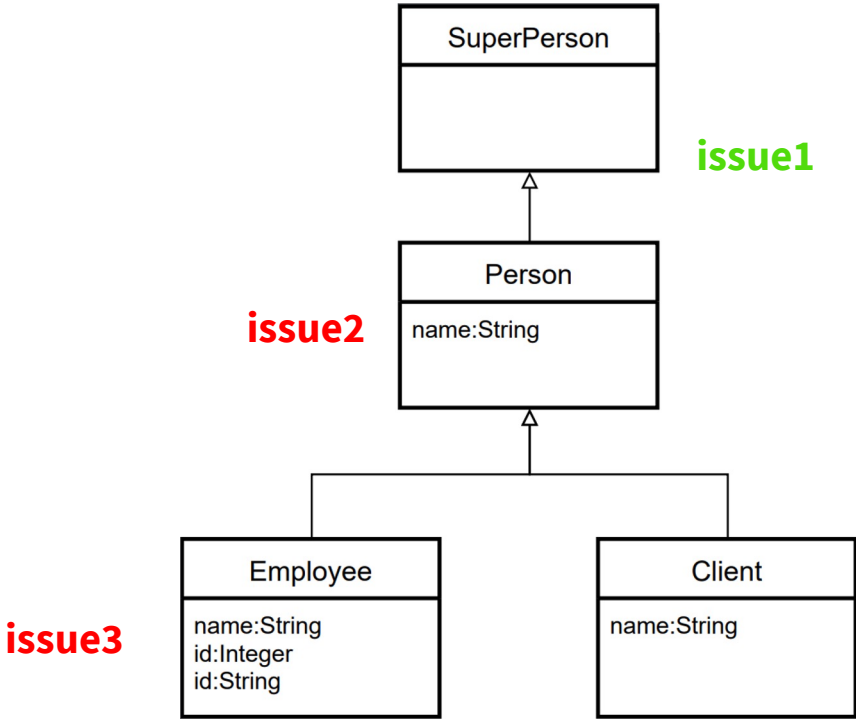 SuperPerson
issue1
Person
issue2
name:String
Employee
Client
issue3
name:String
id:Integer
id:String
name:String